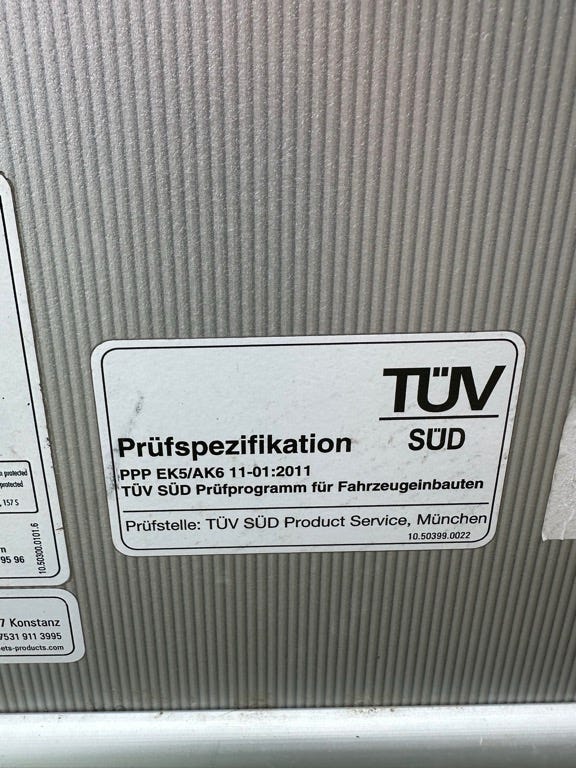 TÜV
SÜD
Prüfspezifikation
PPP EK5/AK6 11-01:2011
TÜV SÜD Prüfprogramm für Fahrzeugeinbauten
Prüfstelle: TÜV SÜD Product Service, München
10.50399.0022
protected
protected
157 S
95 96
10.50300.0101.6
7 Konstanz
7531 911 3995
ets-products.com